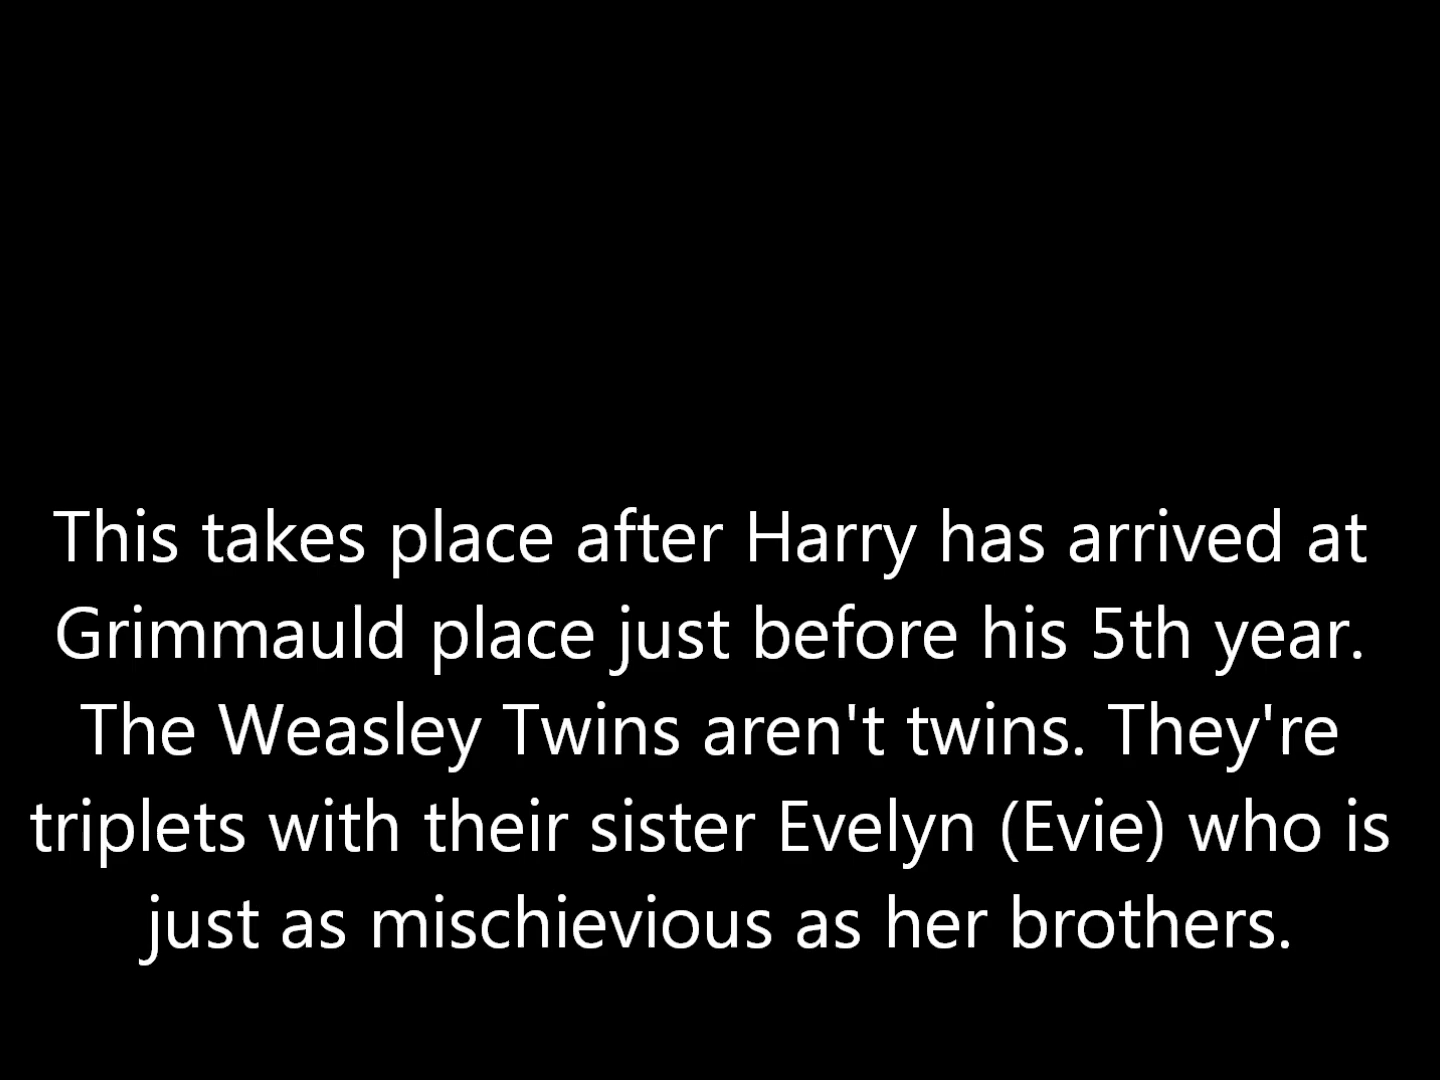 This takes place after Harry has arrived at
Grimmauld place just before his 5th year.
The Weasley Twins aren't twins. They're
triplets with their sister Evelyn (Evie) who is
just as mischievious as her brothers.